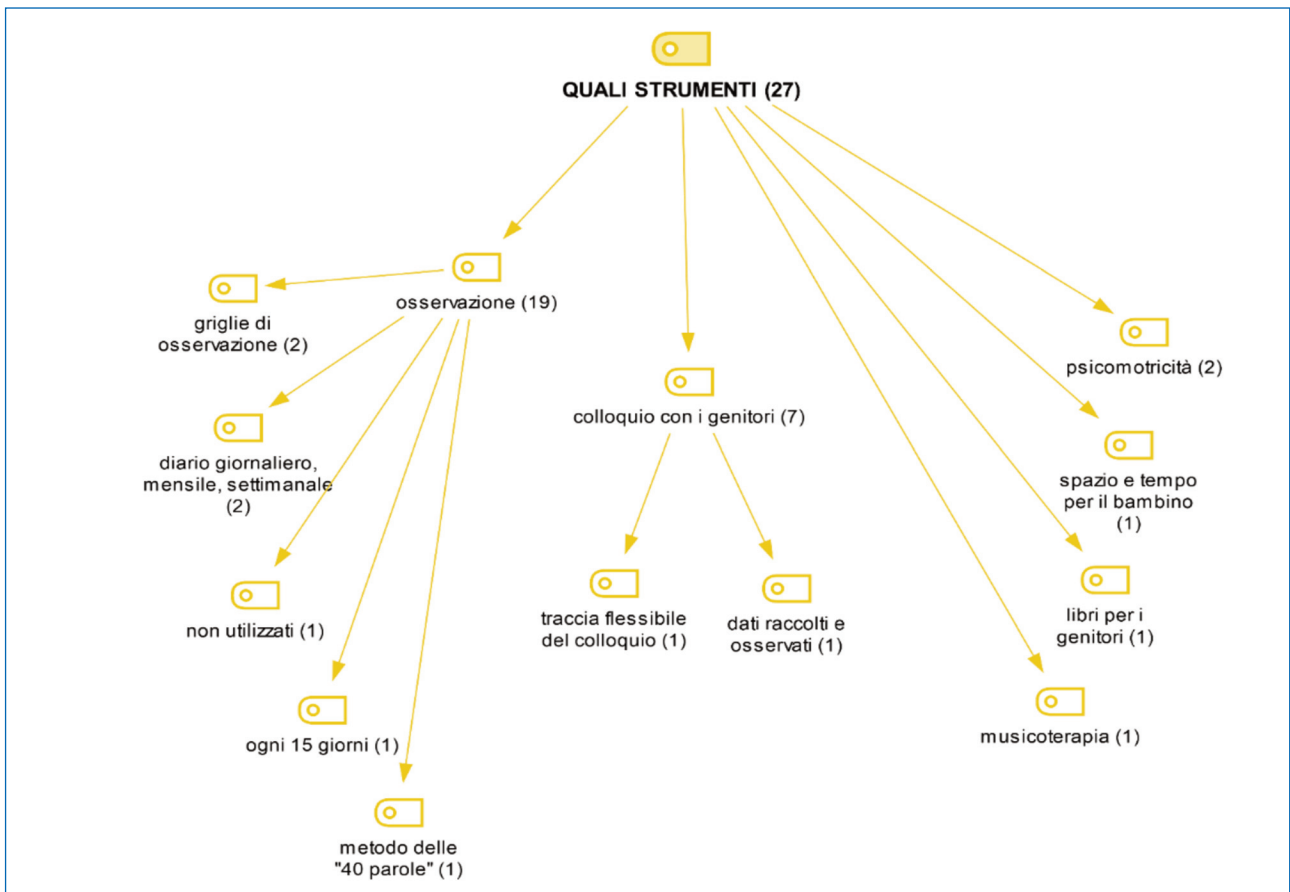 QUALI STRUMENTI (27)
osservazione (19)
griglie di
osservazione (2)
diario giornaliero,
mensile, settimanale
(2)
non utilizzati (1)
ogni 15 giorni (1)
metodo delle
"40 parole" (1)
colloquio con i genitori (7)
traccia flessibile
del colloquio (1)
dati raccolti e
osservati (1)
psicomotricità (2)
spazio e tempo
per il bambino
(1)
libri per i
genitori (1)
musicoterapia (1)